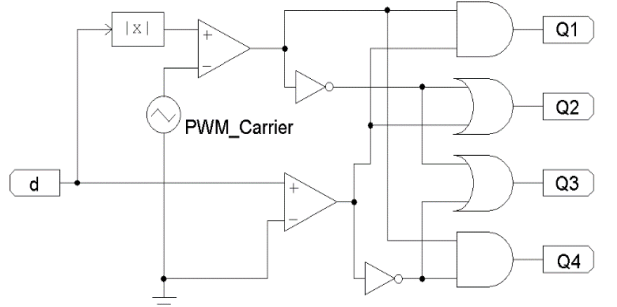 |x|
+
−
Q1
Q2
PWM_Carrier
d
+
−
Q3
Q4